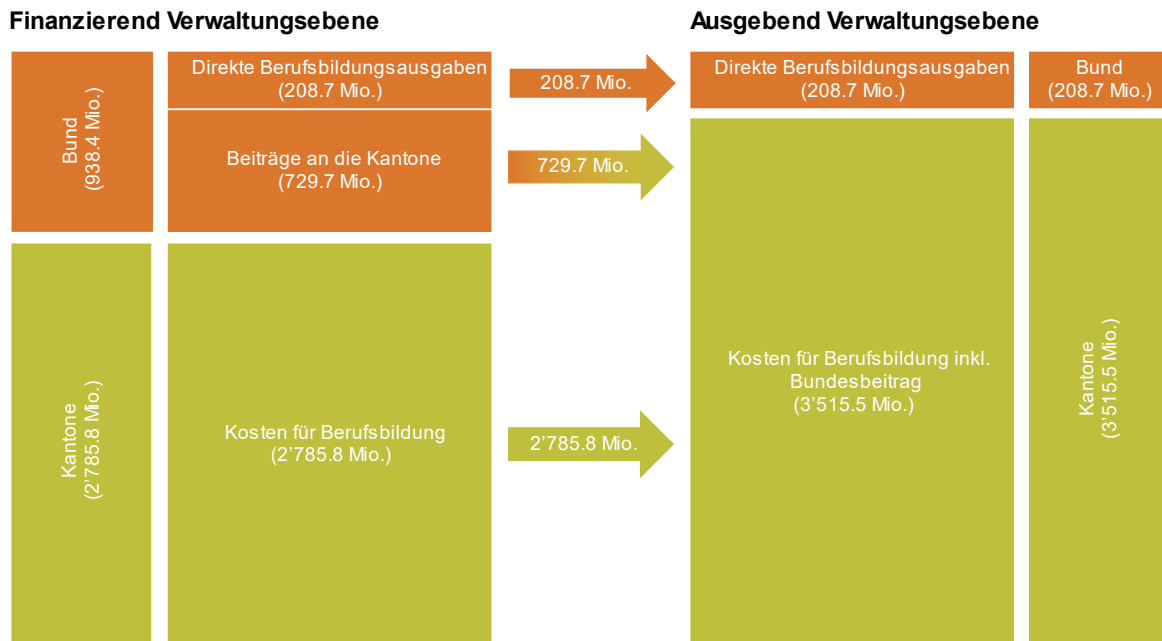 Finanzierend Verwaltungsebene
Ausgebend Verwaltungsebene
Bund
(938.4 Mio.)
Direkte Berufsbildungsausgaben
(208.7 Mio.)
208.7 Mio.
Direkte Berufsbildungsausgaben
(208.7 Mio.)
Bund
(208.7 Mio.)
Beiträge an die Kantone
(729.7 Mio.)
729.7 Mio.
Kantone
(2’785.8 Mio.)
Kosten für Berufsbildung
(2’785.8 Mio.)
2’785.8 Mio.
Kosten für Berufsbildung inkl.
Bundesbeitrag
(3’515.5 Mio.)
Kantone
(3’515.5 Mio.)